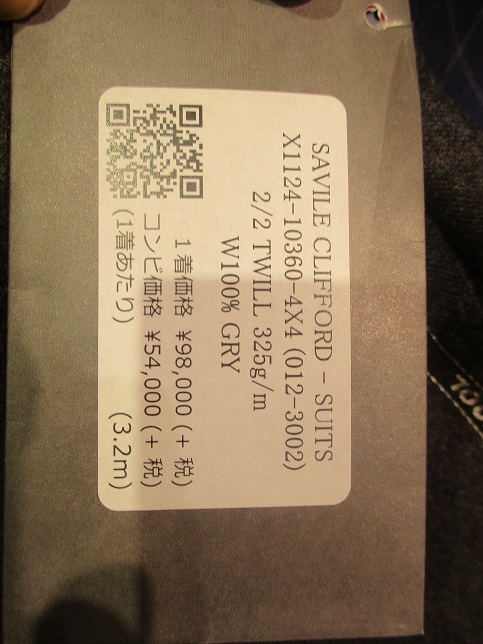 SAVILE CLIFFORD - SUITS
X1124-10360-4X4 (012-3002)
2/2 TWILL 325g/m
W100% GRY
1着価格 ¥98,000 (+ 税)
コンビ価格 ¥54,000 (+ 税)
(1着あたり) (3.2m)